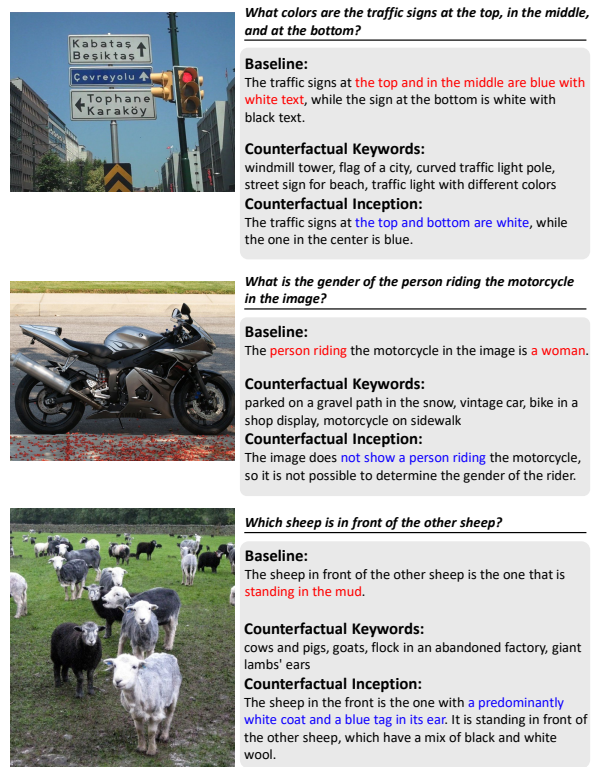 Kabataş
Beşiktaş
Çevreyolu
Tophane
Karaköy
What colors are the traffic signs at the top, in the middle,
and at the bottom?
Baseline:
The traffic signs at the top and in the middle are blue with
white text, while the sign at the bottom is white with
black text.
Counterfactual Keywords:
windmill tower, flag of a city, curved traffic light pole,
street sign for beach, traffic light with different colors
Counterfactual Inception:
The traffic signs at the top and bottom are white, while
the one in the center is blue.
What is the gender of the person riding the motorcycle
in the image?
Baseline:
The person riding the motorcycle in the image is a woman.
Counterfactual Keywords:
parked on a gravel path in the snow, vintage car, bike in a
shop display, motorcycle on sidewalk
Counterfactual Inception:
The image does not show a person riding the motorcycle,
so it is not possible to determine the gender of the rider.
Which sheep is in front of the other sheep?
Baseline:
The sheep in front of the other sheep is the one that is
standing in the mud.
Counterfactual Keywords:
cows and pigs, goats, flock in an abandoned factory, giant
lambs' ears
Counterfactual Inception:
The sheep in the front is the one with a predominantly
white coat and a blue tag in its ear. It is standing in front of
the other sheep, which have a mix of black and white
wool.